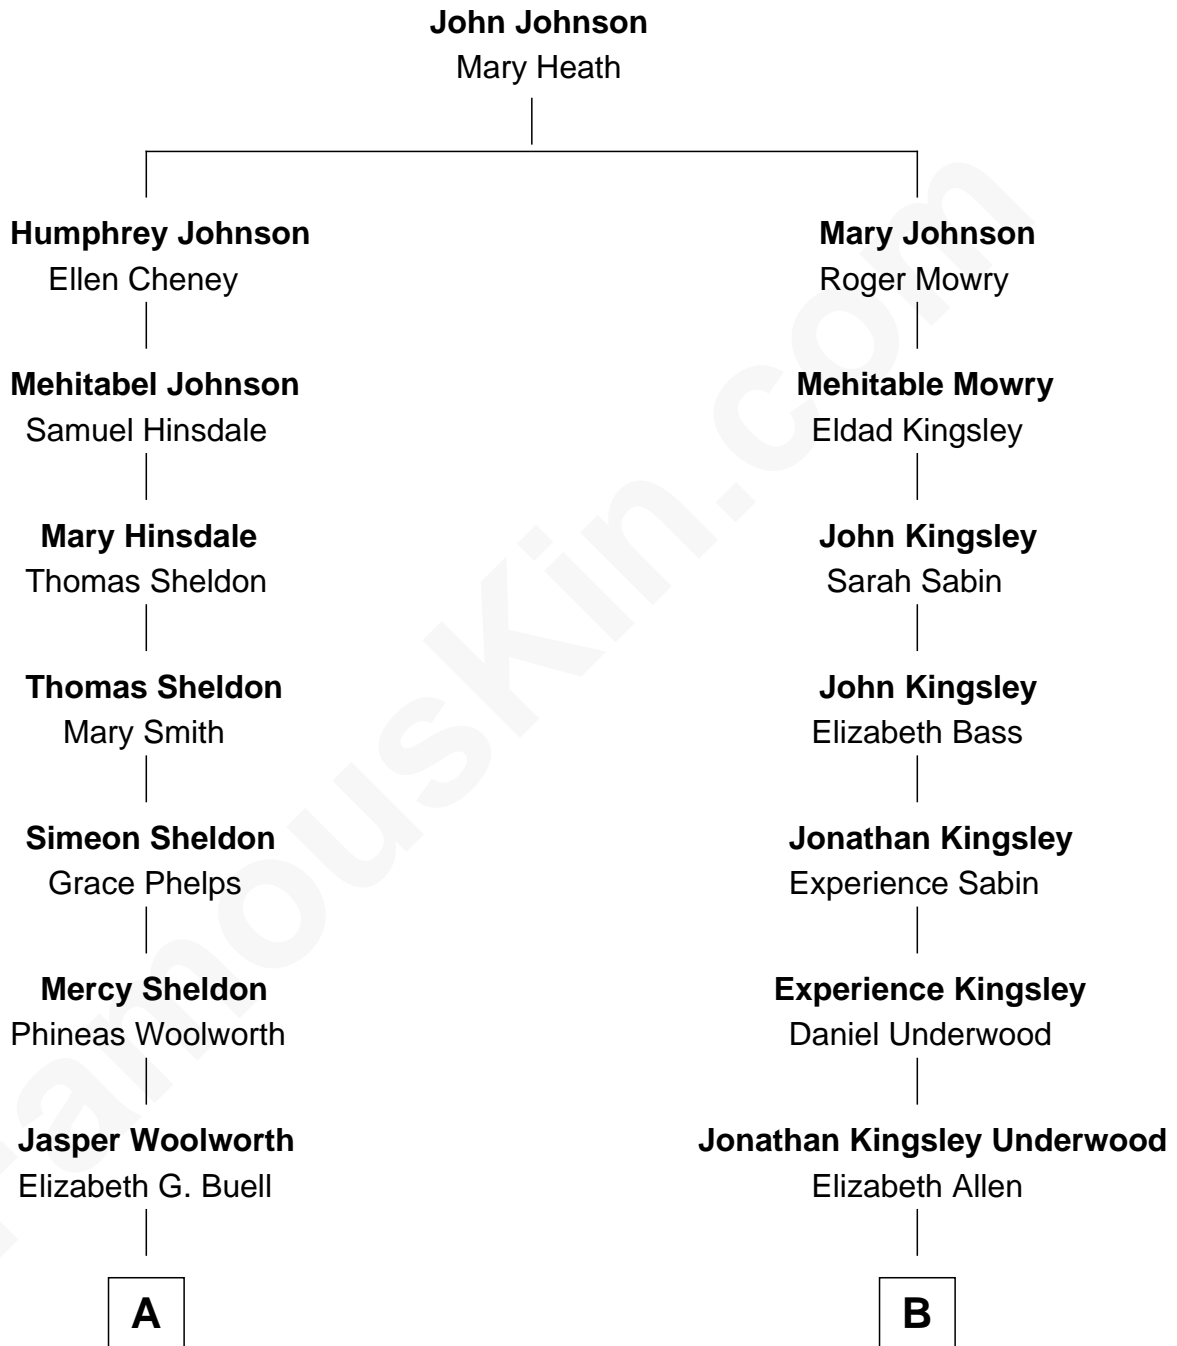 John Johnson
Mary Heath
Humphrey Johnson
Ellen Cheney
Mary Johnson
Roger Mowry
Mehitabel Johnson
Samuel Hinsdale
Mehitable Mowry
Eldad Kingsley
Mary Hinsdale
Thomas Sheldon
John Kingsley
Sarah Sabin
Thomas Sheldon
Mary Smith
John Kingsley
Elizabeth Bass
Simeon Sheldon
Grace Phelps
Jonathan Kingsley
Experience Sabin
Mercy Sheldon
Phineas Woolworth
Experience Kingsley
Daniel Underwood
Jasper Woolworth
Elizabeth G. Buell
Jonathan Kingsley Underwood
Elizabeth Allen
A
B
FamousKin.com